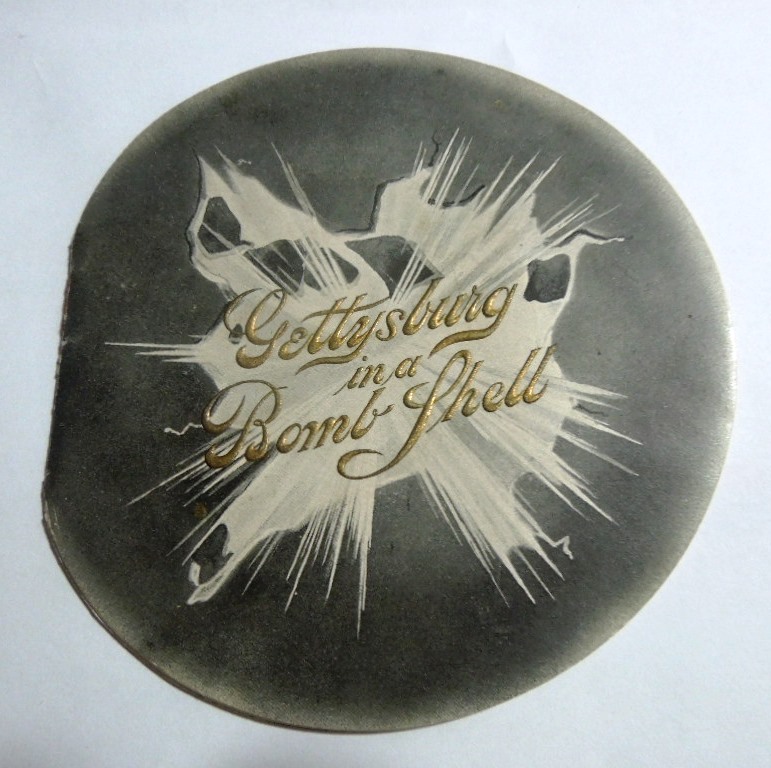 Gettysburg
in a
Bomb Shell